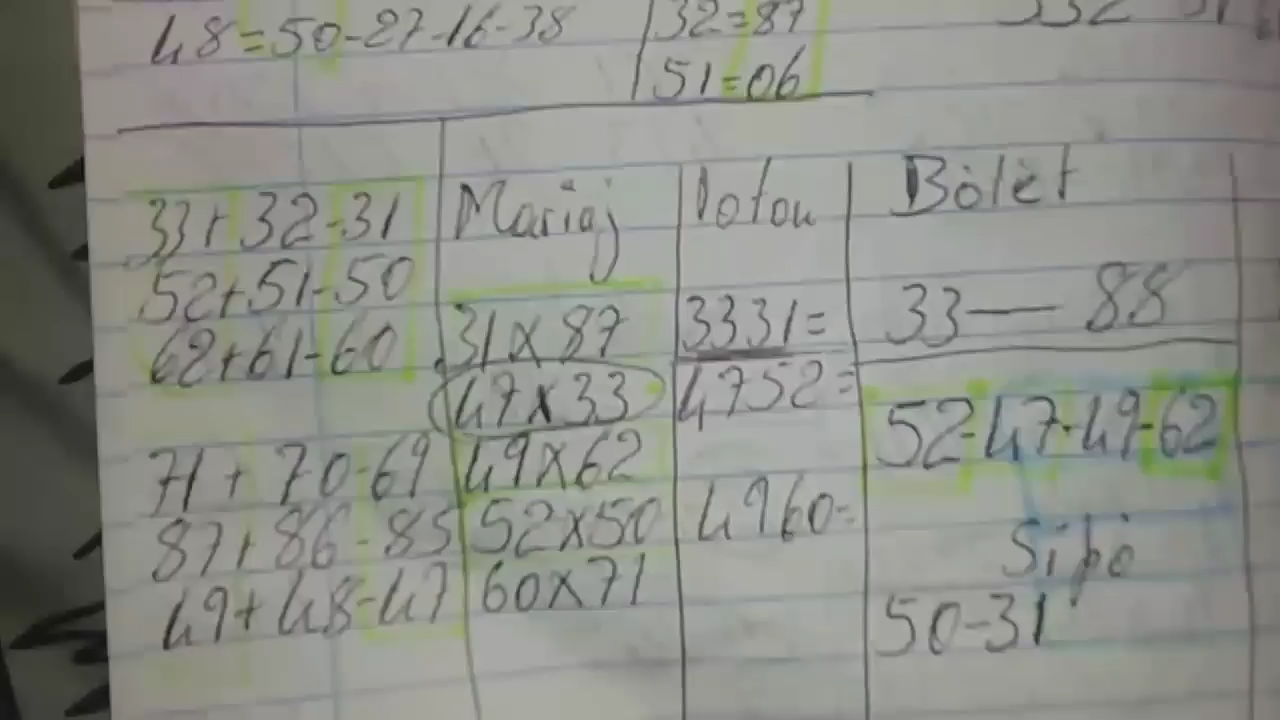 48=50-27-16-38
32=87
51=06
33+32-31
52+51-50
62+61-60
71+70-69
87+86-85
49+48-47
Mariaj
31x87
47x33
49x62
52x50
60x71
lotou
3331=
4752=
4960=
Bòlèt
33—88
52-47-49-62
Sipò
50-31